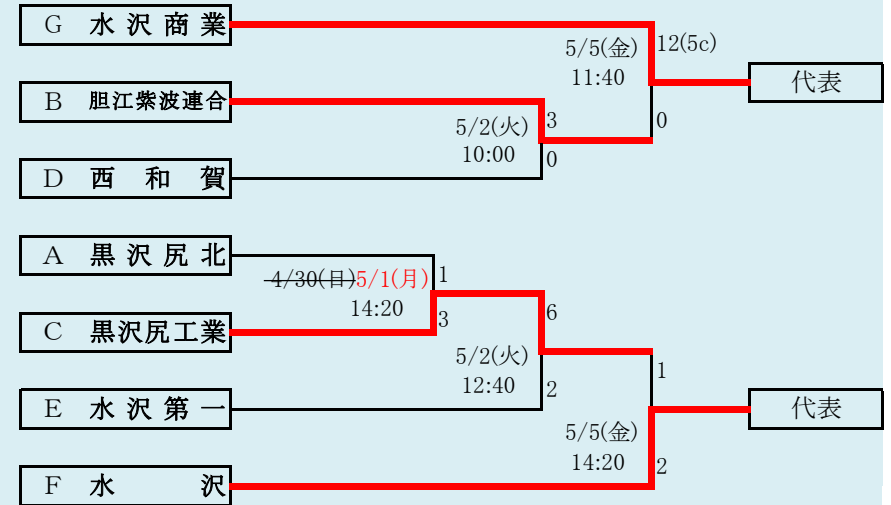 G 水沢商業
5/5(金)
11:40
12(5c)
代表
B 胆江紫波連合
5/2(火)
10:00
3
0
0
D 西和賀
A 黒沢尻北
4/30(日)5/1(月)
14:20
1
3
C 黒沢尻工業
5/2(火)
12:40
6
2
E 水沢第一
5/5(金)
14:20
1
2
代表
F 水沢